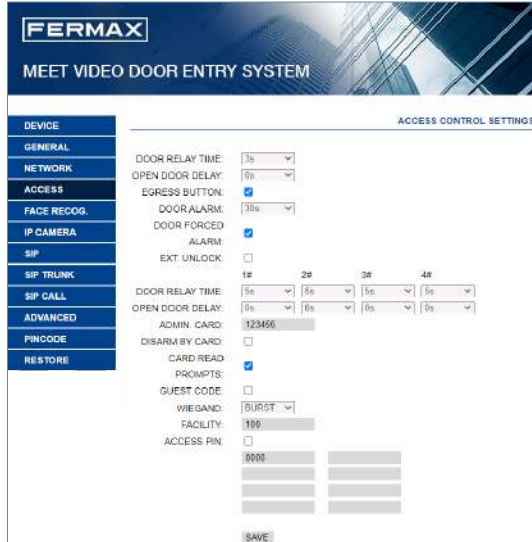 FERMAX
MEET VIDEO DOOR ENTRY SYSTEM
ACCESS CONTROL SETTINGS
DEVICE
GENERAL
NETWORK
ACCESS
FACE RECOG.
IP CAMERA
SIP
SIP TRUNK
SIP CALL
ADVANCED
PINCODE
RESTORE
DOOR RELAY TIME: 3s
OPEN DOOR DELAY: 0s
EGRESS BUTTON:
DOOR ALARM: 30s
DOOR FORCED
ALARM:
EXT. UNLOCK:
1# 2# 3# 4#
DOOR RELAY TIME: 5s 5s 5s 5s
OPEN DOOR DELAY: 0s 0s 0s 0s
ADMIN. CARD: 123456
DISARM BY CARD:
CARD READ
PROMPTS:
GUEST CODE:
WIEGAND: BURST
FACILITY: 100
ACCESS PIN:
0000
SAVE